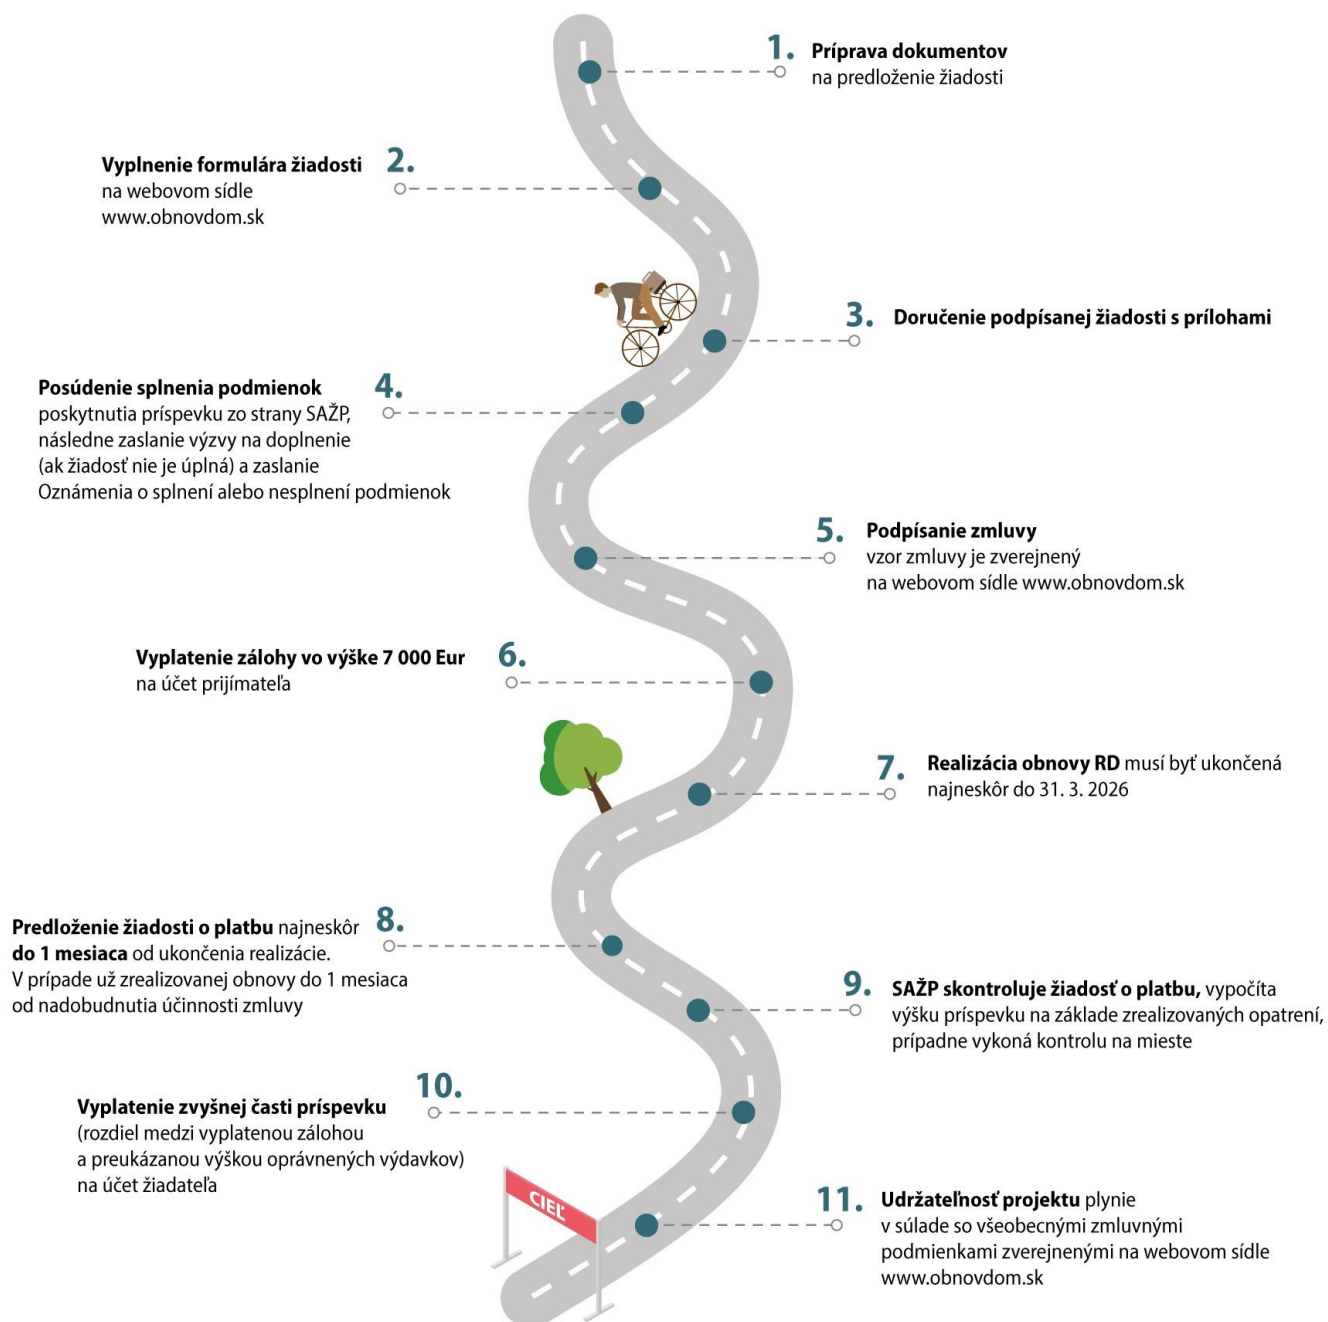 1. Príprava dokumentov
na predloženie žiadosti
Vyplnenie formulára žiadosti 2.
na webovom sídle
www.obnovdom.sk
3. Doručenie podpísanej žiadosti s prílohami
Posúdenie splnenia podmienok 4.
poskytnutia príspevku zo strany SAŽP,
následne zaslanie výzvy na doplnenie
(ak žiadosť nie je úplná) a zaslanie
Oznámenia o splnení alebo nesplnení podmienok
5. Podpísanie zmluvy
vzor zmluvy je zverejnený
na webovom sídle www.obnovdom.sk
Vyplatenie zálohy vo výške 7 000 Eur 6.
na účet prijímateľa
7. Realizácia obnovy RD musí byť ukončená
najneskôr do 31. 3. 2026
Predloženie žiadosti o platbu najneskôr 8.
do 1 mesiaca od ukončenia realizácie.
V prípade už zrealizovanej obnovy do 1 mesiaca
od nadobudnutia účinnosti zmluvy
9. SAŽP skontroluje žiadosť o platbu, vypočíta
výšku príspevku na základe zrealizovaných opatrení,
prípadne vykoná kontrolu na mieste
10.
Vyplatenie zvyšnej časti príspevku
(rozdiel medzi vyplatenou zálohou
a preukázanou výškou oprávnených výdavkov)
na účet žiadateľa
CIEĽ
11. Udržateľnosť projektu plynie
v súlade so všeobecnými zmluvnými
podmienkami zverejnenými na webovom sídle
www.obnovdom.sk